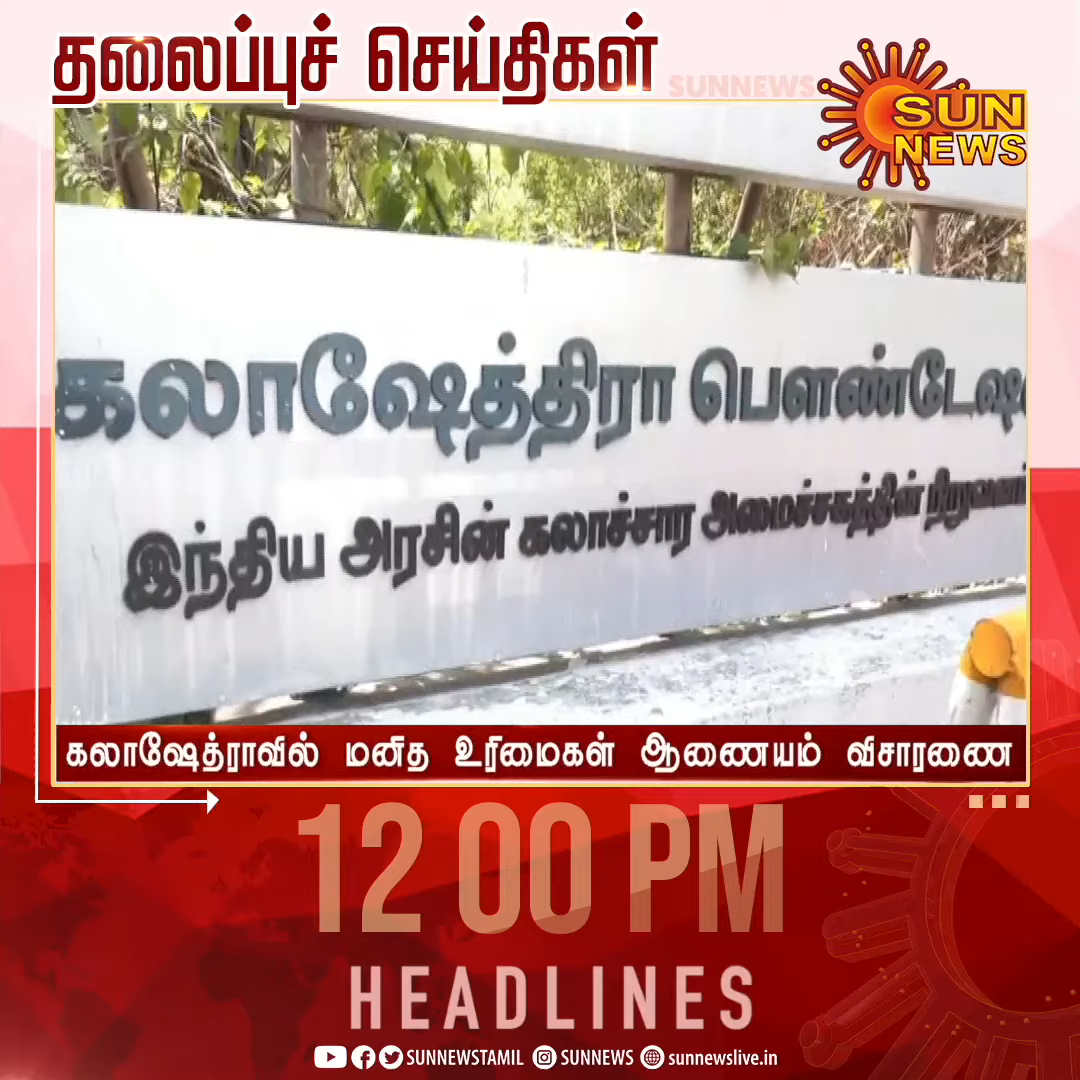 தலைப்புச் செய்திகள்
SUNNEWS
SUN
NEWS
கலாஷேத்திரா பௌண்டேஷ
இந்திய அரசின் கலாச்சார அமைச்சகத்தின் நிறுவனம்
கலாஷேத்ராவில் மனித உரிமைகள் ஆணையம் விசாரணை
12 00 PM
HEADLINES
SUNNEWSTAMIL SUNNEWS sunnewslive.in